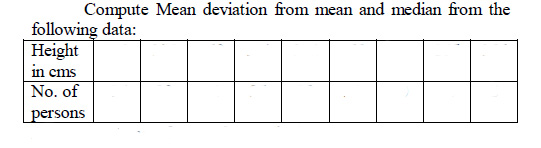 Compute Mean deviation from mean and median from the
following data:
Height
in cms
No. of
persons